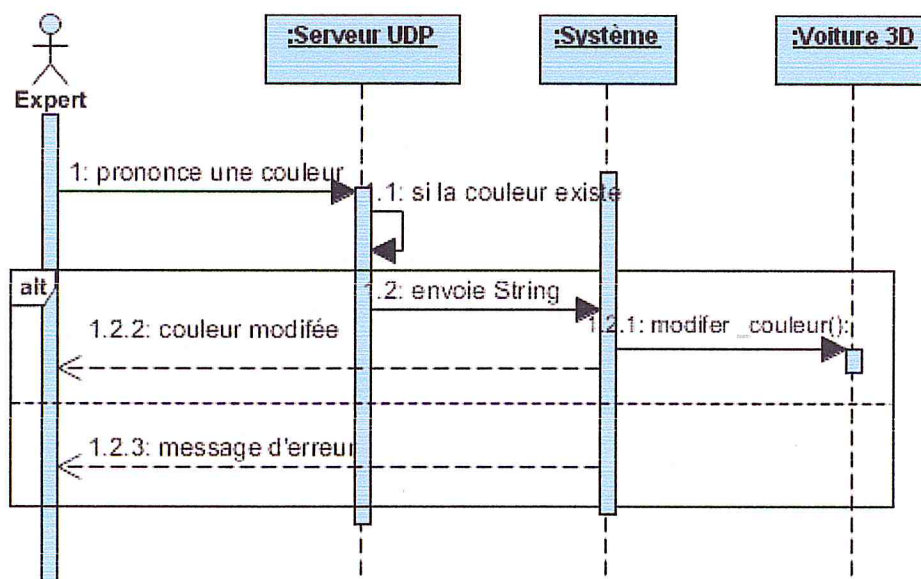 :Serveur UDP
:Système
:Voiture 3D
Expert
1: prononce une couleur
1.1: si la couleur existe
alt
1.2: envoie String
1.2.2: couleur modifée
1.2.1: modifer _couleur():
1.2.3: message d'erreur